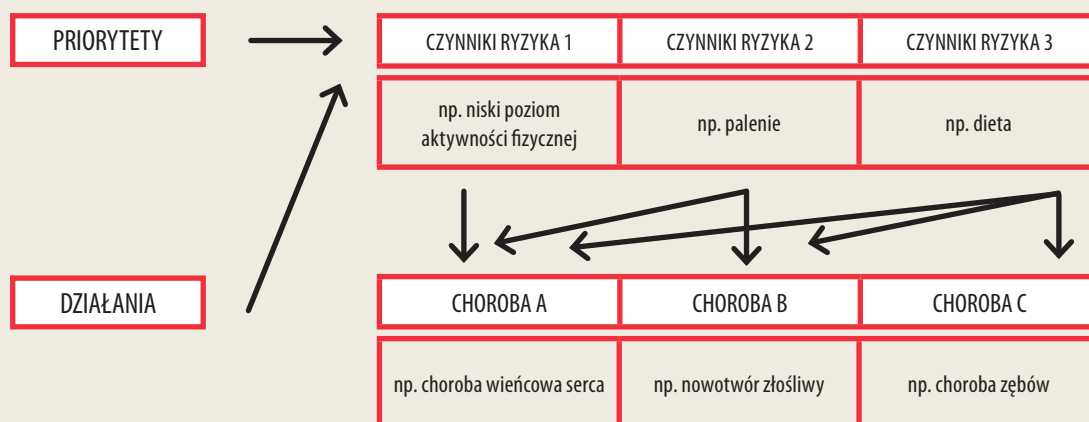 PRIORYTETY
CZYNNIKI RYZYKA 1
CZYNNIKI RYZYKA 2
CZYNNIKI RYZYKA 3
np. niski poziom
aktywności fizycznej
np. palenie
np. dieta
DZIAŁANIA
CHOROBA A
CHOROBA B
CHOROBA C
np. choroba wieńcowa serca
np. nowotwór złośliwy
np. choroba zębów